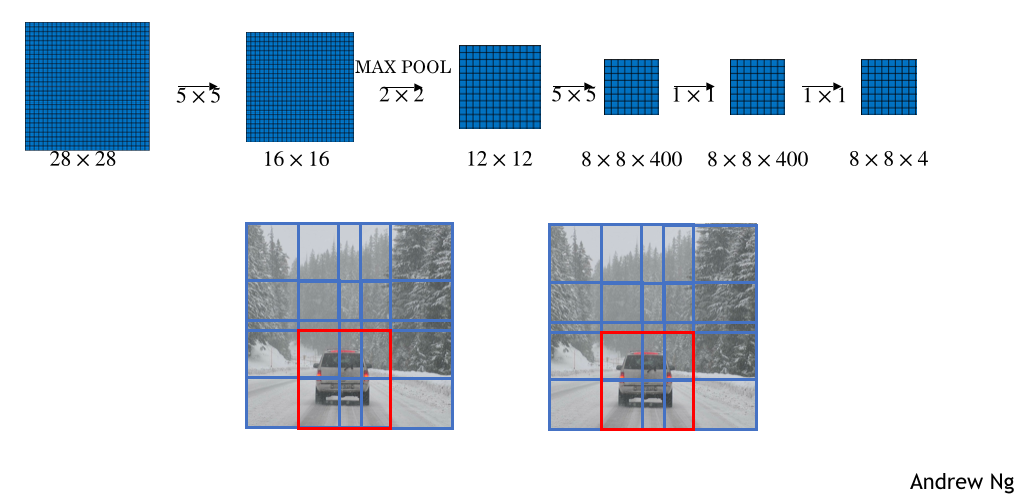 MAX POOL
5 × 5
2 × 2
5 × 5
1 × 1
1 × 1
28 × 28
16 × 16
12 × 12
8 × 8 × 400
8 × 8 × 400
8 × 8 × 4
Andrew Ng